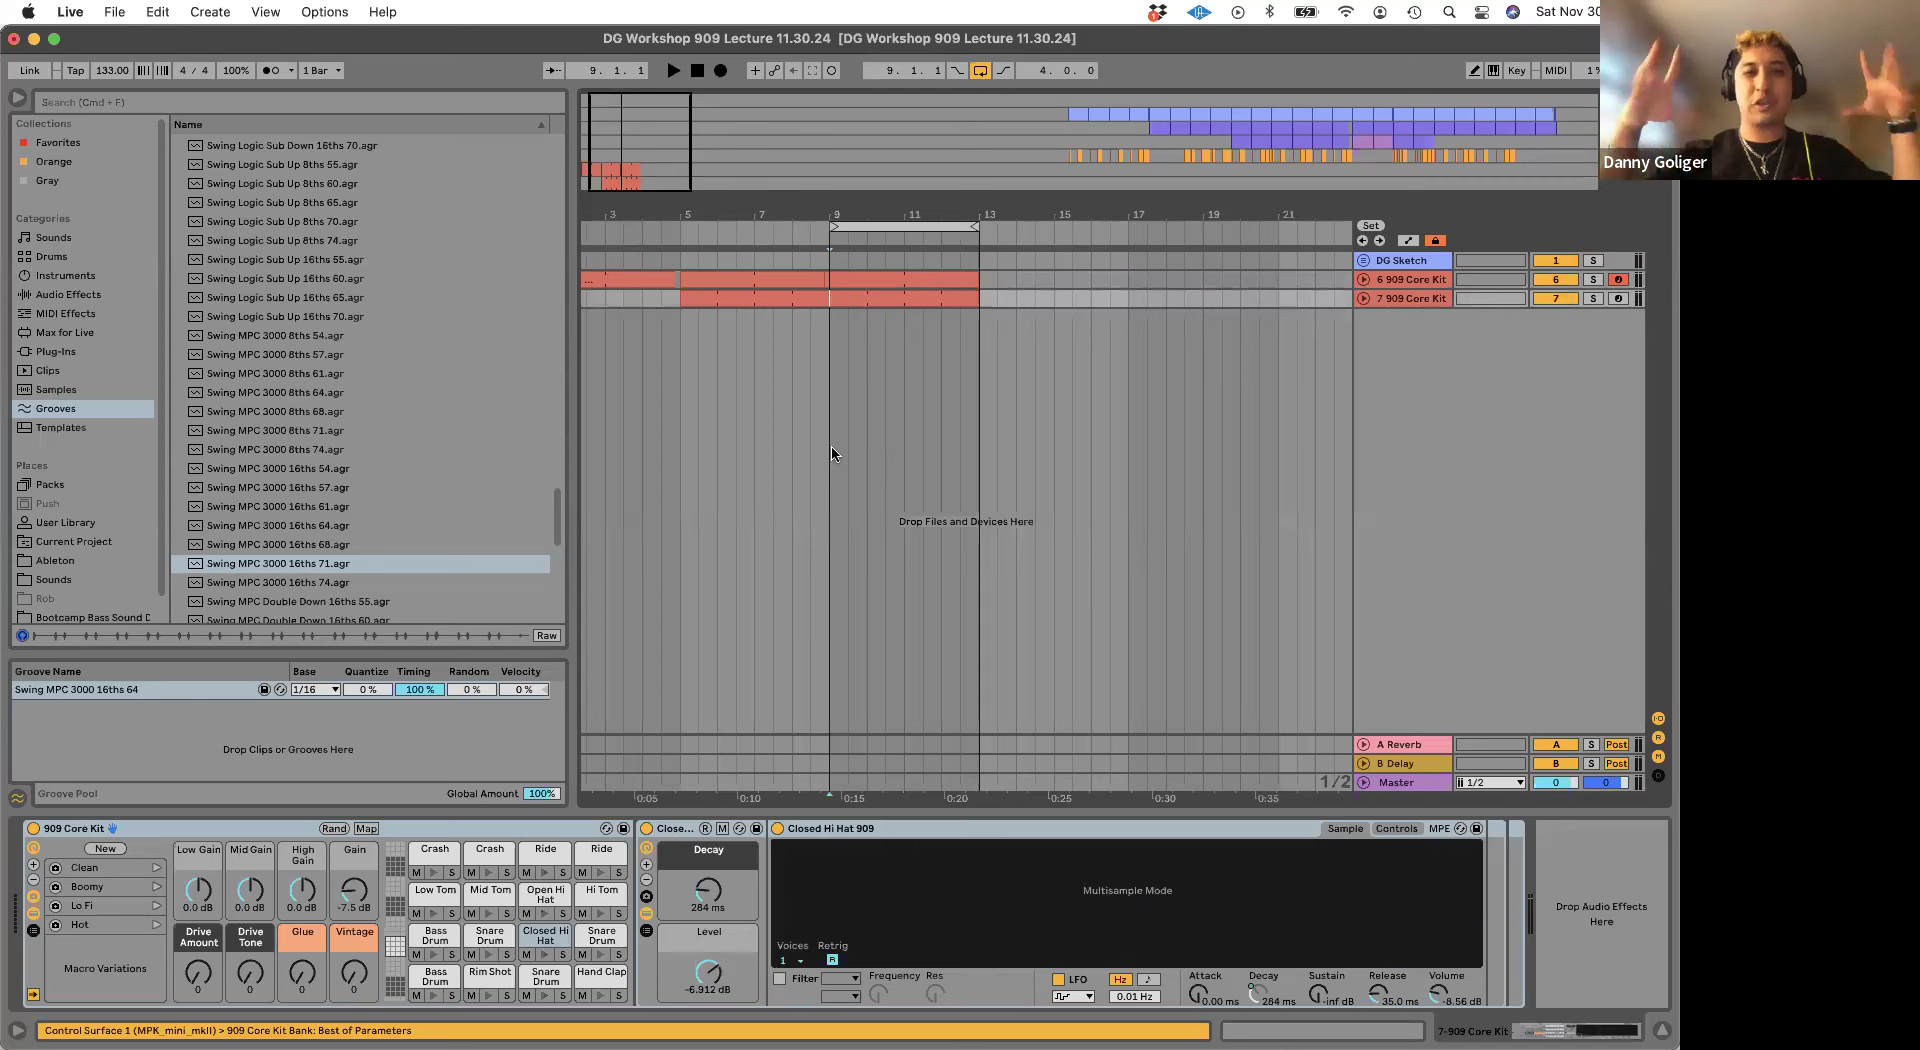 Live File Edit Create View Options Help
Sat Nov 30
DG Workshop 909 Lecture 11.30.24 [DG Workshop 909 Lecture 11.30.24]
Link Tap 133.00 4 / 4 100% 1 Bar 9. 1. 1 9. 1. 1 4. 0. 0 Key MIDI 1 %
Danny Goliger
Search (Cmd + F)
Collections
Favorites
Orange
Gray
Categories
Sounds
Drums
Instruments
Audio Effects
MIDI Effects
Max for Live
Plug-Ins
Clips
Samples
Grooves
Templates
Places
Packs
Push
User Library
Current Project
Ableton
Sounds
Rob
Bootcamp Bass Sound D
Name
Swing Logic Sub Down 16ths 70.agr
Swing Logic Sub Up 8ths 55.agr
Swing Logic Sub Up 8ths 60.agr
Swing Logic Sub Up 8ths 65.agr
Swing Logic Sub Up 8ths 70.agr
Swing Logic Sub Up 8ths 74.agr
Swing Logic Sub Up 16ths 55.agr
Swing Logic Sub Up 16ths 60.agr
Swing Logic Sub Up 16ths 65.agr
Swing Logic Sub Up 16ths 70.agr
Swing MPC 3000 8ths 54.agr
Swing MPC 3000 8ths 57.agr
Swing MPC 3000 8ths 61.agr
Swing MPC 3000 8ths 64.agr
Swing MPC 3000 8ths 68.agr
Swing MPC 3000 8ths 71.agr
Swing MPC 3000 8ths 74.agr
Swing MPC 3000 16ths 54.agr
Swing MPC 3000 16ths 57.agr
Swing MPC 3000 16ths 61.agr
Swing MPC 3000 16ths 64.agr
Swing MPC 3000 16ths 68.agr
Swing MPC 3000 16ths 71.agr
Swing MPC 3000 16ths 74.agr
Swing MPC Double Down 16ths 55.agr
Swing MPC Double Down 16ths 60.agr
Raw
Groove Name Base Quantize Timing Random Velocity
Swing MPC 3000 16ths 64 1/16 0 % 100 % 0 % 0 %
Drop Clips or Grooves Here
Groove Pool Global Amount 100%
3 5 7 9 11 13 15 17 19 21
Set
DG Sketch 1 S
... 6 909 Core Kit 6 S
7 909 Core Kit 7 S
Drop Files and Devices Here
A Reverb A S Post
B Delay B S Post
1/2 Master 1/2 0 0
0:05 0:10 0:15 0:20 0:25 0:30 0:35
I·O
R
M
D
909 Core Kit Rand Map
New
Clean
Boomy
Lo Fi
Hot
Macro Variations
Low Gain Mid Gain High Gain Gain
0.0 dB 0.0 dB 0.0 dB -7.5 dB
Drive Amount Drive Tone Glue Vintage
0 0 0 0
Crash Crash Ride Ride
M S M S M S M S
Low Tom Mid Tom Open Hi Hat Hi Tom
M S M S M S M S
Bass Drum Snare Drum Closed Hi Hat Snare Drum
M S M S M S M S
Bass Drum Rim Shot Snare Drum Hand Clap
M S M S M S M S
Close... R M
Decay
284 ms
Level
-6.912 dB
Closed Hi Hat 909 Sample Controls MPE
Multisample Mode
Voices Retrig
1 R
Filter Frequency Res LFO Hz 0.01 Hz
Attack Decay Sustain Release Volume
0.00 ms 284 ms -inf dB 35.0 ms -8.56 dB
Drop Audio Effects Here
Control Surface 1 (MPK_mini_mkII) > 909 Core Kit Bank: Best of Parameters
7-909 Core Kit